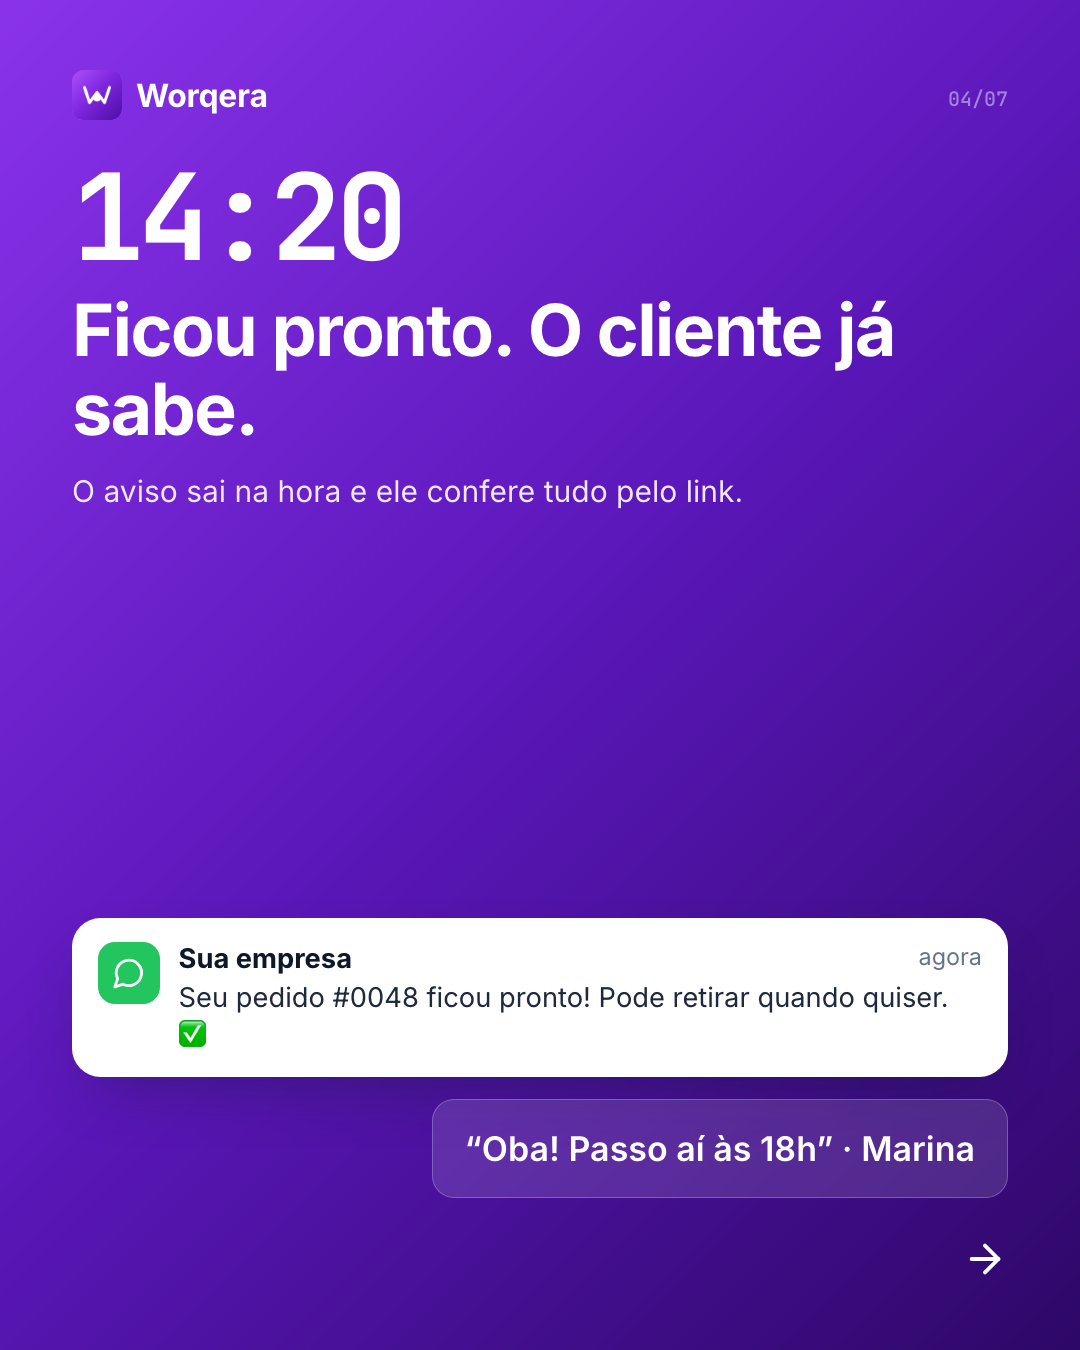 Worqera
04/07
14:20
Ficou pronto. O cliente já
sabe.
O aviso sai na hora e ele confere tudo pelo link.
Sua empresa
agora
Seu pedido #0048 ficou pronto! Pode retirar quando quiser.
✅
“Oba! Passo aí às 18h” · Marina